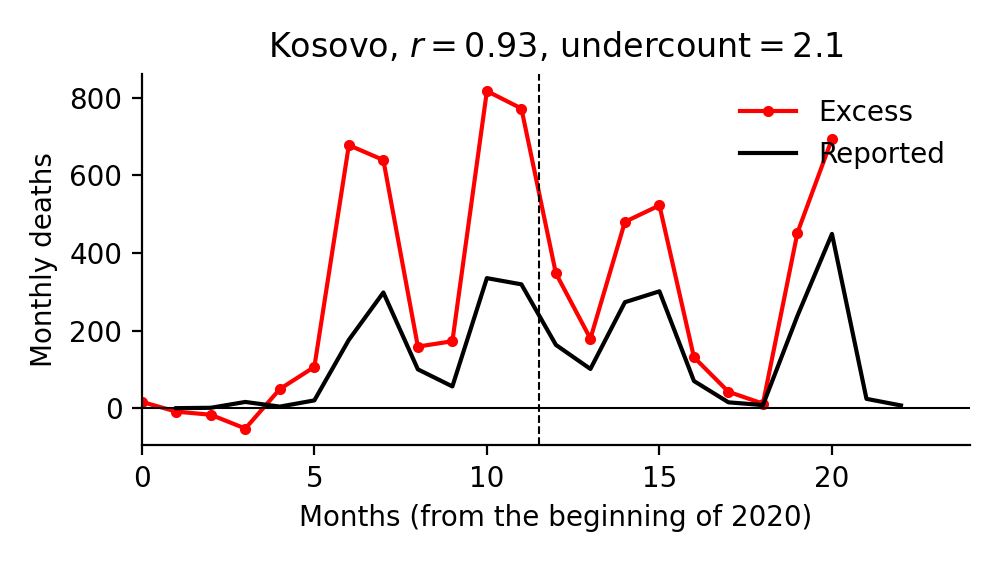 Kosovo, r = 0.93, undercount = 2.1
800
600
400
200
0
Monthly deaths
Excess
Reported
0 5 10 15 20
Months (from the beginning of 2020)